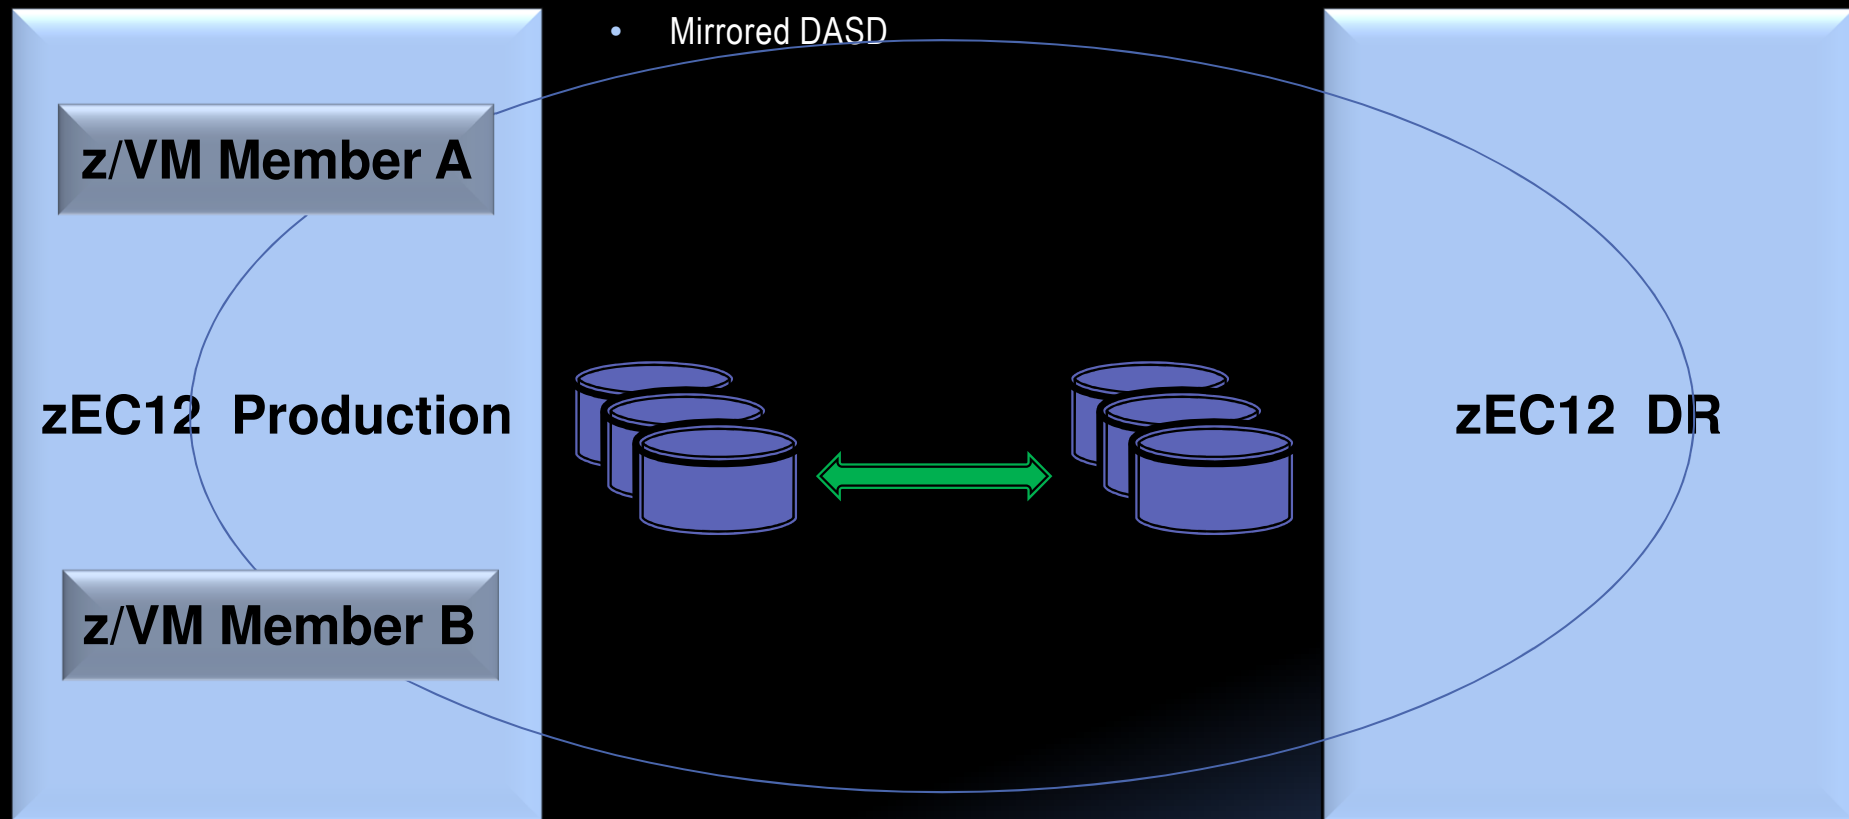 • Mirrored DASD
z/VM Member A
zEC12 Production
zEC12 DR
z/VM Member B